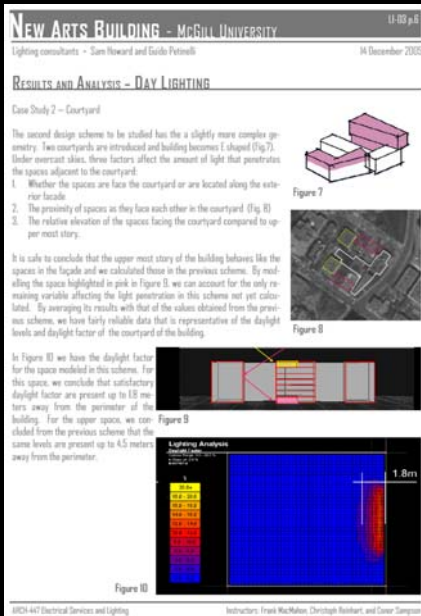 NEW ARTS BUILDING - MCGILL UNIVERSITY
LI-03 p.6
Lighting consultants - Sam Howard and Guido Petinelli
14 December 2005
RESULTS AND ANALYSIS - DAY LIGHTING
Case Study 2 – Courtyard
The second design scheme to be studied has the a slightly more complex ge-
ometry. Two courtyards are introduced and building becomes E shaped (Fig.7).
Under overcast skies, three factors affect the amount of light that penetrates
the spaces adjacent to the courtyard:
1. Whether the spaces are face the courtyard or are located along the exte-
rior facade
2. The proximity of spaces as they face each other in the courtyard (Fig. 8)
3. The relative elevation of the spaces facing the courtyard compared to up-
per most story.
Figure 7
It is safe to conclude that the upper most story of the building behaves like the
spaces in the façade and we calculated those in the previous scheme. By mod-
elling the space highlighted in pink in Figure 9, we can account for the only re-
maining variable affecting the light penetration in this scheme not yet calcu-
lated. By averaging its results with that of the values obtained from the previ-
ous scheme, we have fairly reliable data that is representative of the daylight
levels and daylight factor of the courtyard of the building.
Figure 8
In Figure 10 we have the daylight factor
for the space modeled in this scheme. For
this space, we conclude that satisfactory
daylight factor are present up to 1.8 me-
ters away from the perimeter of the
building. For the upper space, we con-
cluded from the previous scheme that the
same levels are present up to 4.5 meters
away from the perimeter.
Figure 9
Lighting Analysis
Daylight Factor
%
1.8m
Figure 10
ARCH-447 Electrical Services and Lighting
Instructors: Frank MacMahon, Christoph Reinhart, and Conor Sampson